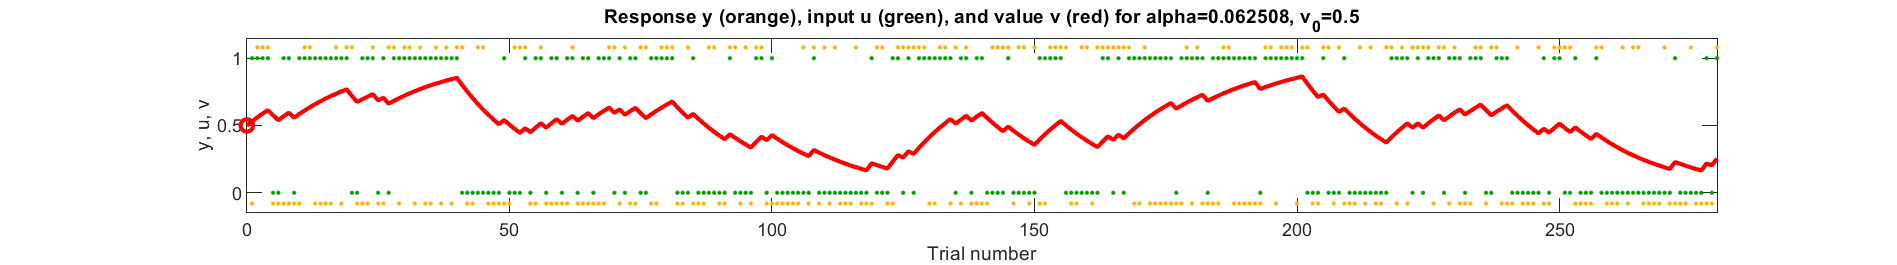 Response y (orange), input u (green), and value v (red) for alpha=0.062508, v0=0.5
1
0.5
0
y, u, v
0 50 100 150 200 250
Trial number